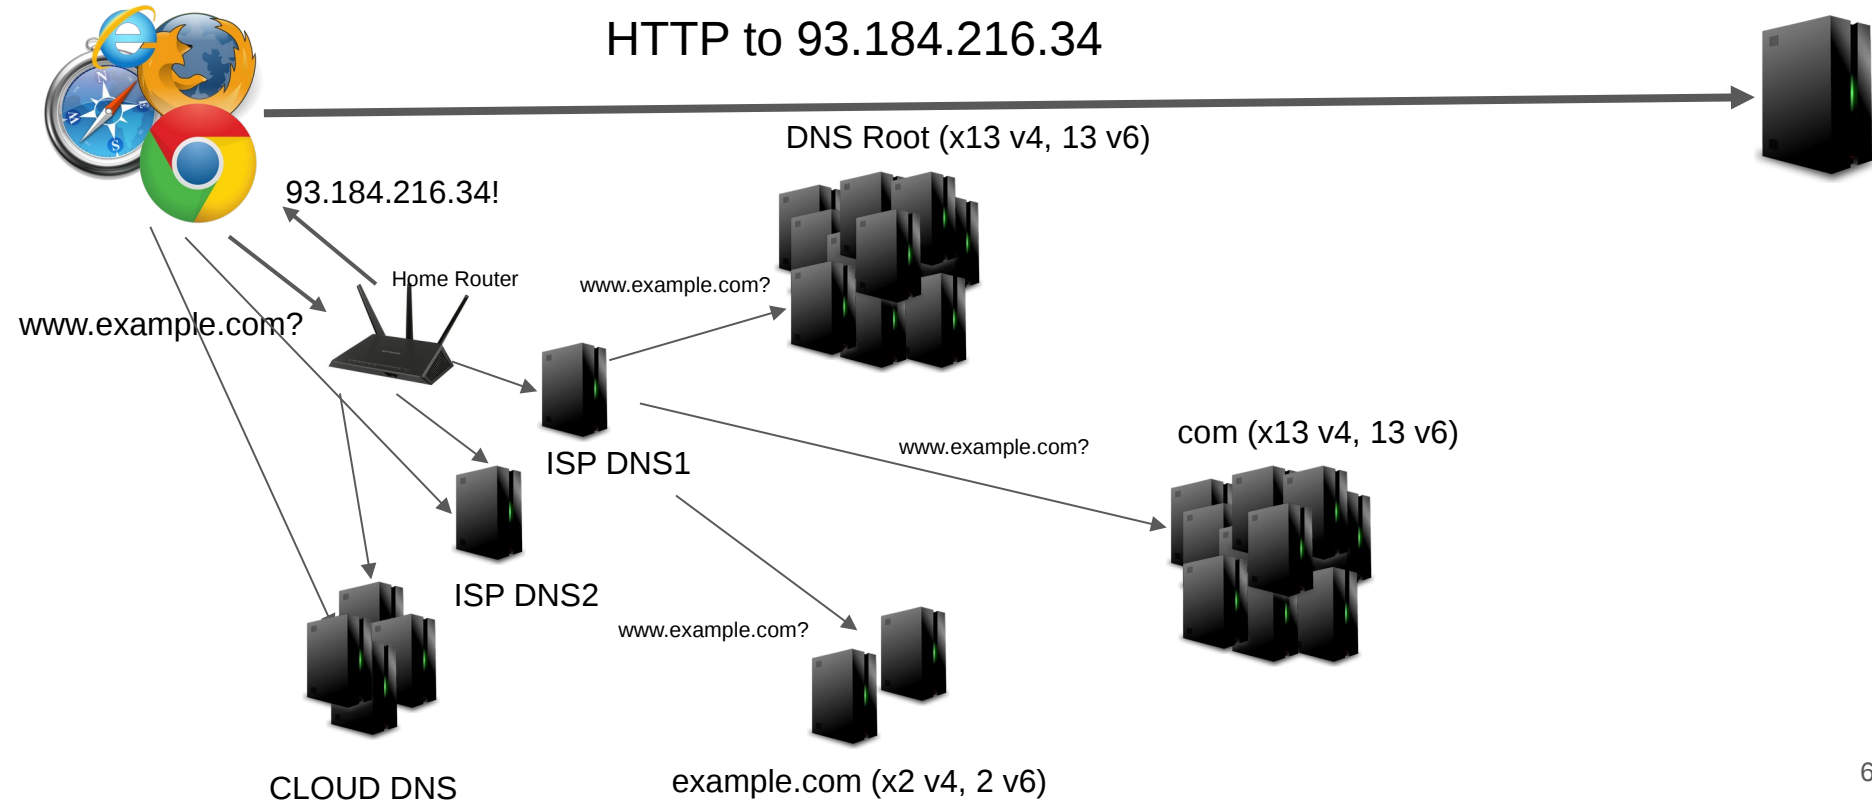 HTTP to 93.184.216.34
DNS Root (x13 v4, 13 v6)
93.184.216.34!
Home Router
www.example.com?
www.example.com?
com (x13 v4, 13 v6)
www.example.com?
ISP DNS1
ISP DNS2
www.example.com?
CLOUD DNS
example.com (x2 v4, 2 v6)
6